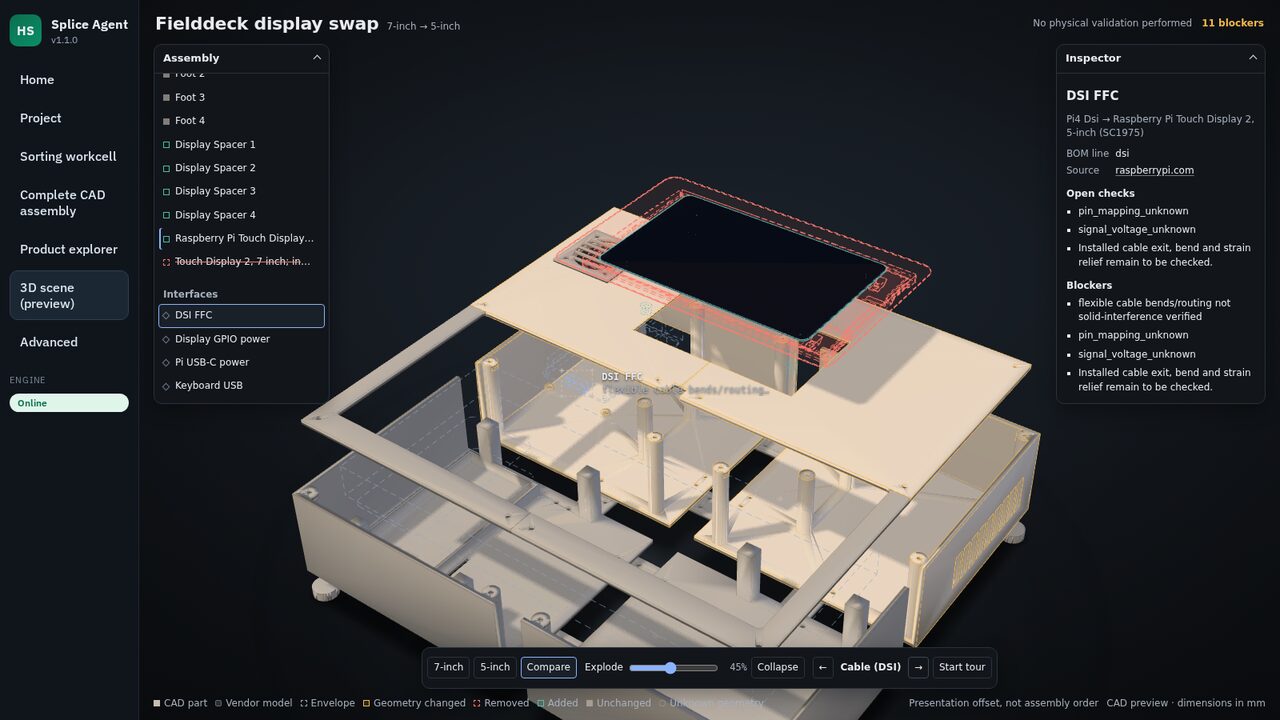 HS
Splice Agent
v1.1.0
Home
Project
Sorting workcell
Complete CAD
assembly
Product explorer
3D scene
(preview)
Advanced
ENGINE
Online
Fielddeck display swap
7-inch → 5-inch
No physical validation performed
11 blockers
Assembly
Foot 2
Foot 3
Foot 4
Display Spacer 1
Display Spacer 2
Display Spacer 3
Display Spacer 4
Raspberry Pi Touch Display…
Touch Display 2, 7 inch; in…
Interfaces
DSI FFC
Display GPIO power
Pi USB-C power
Keyboard USB
DSI FFC
flexible cable bends/routing…
Inspector
DSI FFC
Pi4 Dsi → Raspberry Pi Touch Display 2,
5-inch (SC1975)
BOM line dsi
Source raspberrypi.com
Open checks
pin_mapping_unknown
signal_voltage_unknown
Installed cable exit, bend and strain
relief remain to be checked.
Blockers
flexible cable bends/routing not
solid-interference verified
pin_mapping_unknown
signal_voltage_unknown
Installed cable exit, bend and strain
relief remain to be checked.
7-inch
5-inch
Compare
Explode
45%
Collapse
←
Cable (DSI)
→
Start tour
CAD part
Vendor model
Envelope
Geometry changed
Removed
Added
Unchanged
Unknown geometry
Presentation offset, not assembly order
CAD preview · dimensions in mm